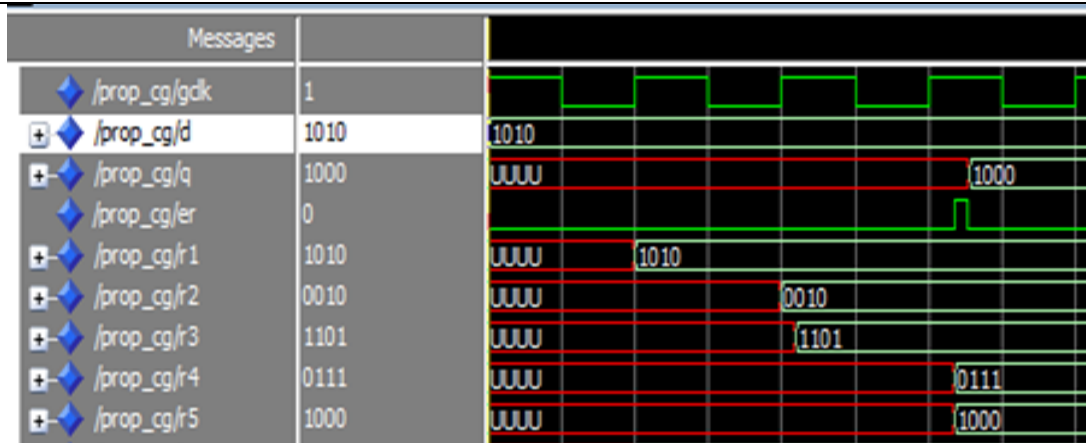 Messages
/prop_cg/gclk 1
/prop_cg/d 1010 1010
/prop_cg/q 1000 UUUU 1000
/prop_cg/er 0
/prop_cg/r1 1010 UUUU 1010
/prop_cg/r2 0010 UUUU 0010
/prop_cg/r3 1101 UUUU 1101
/prop_cg/r4 0111 UUUU 0111
/prop_cg/r5 1000 UUUU 1000